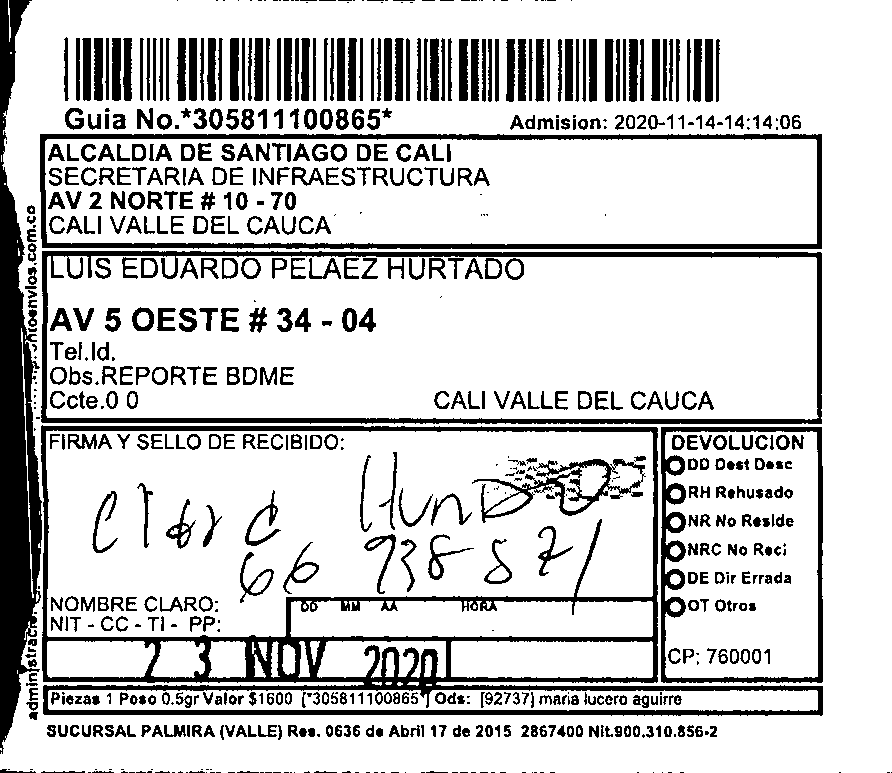 Guia No.*305811100865*
Admision: 2020-11-14-14:14:06
ALCALDIA DE SANTIAGO DE CALI
SECRETARIA DE INFRAESTRUCTURA
AV 2 NORTE # 10 - 70
CALI VALLE DEL CAUCA
LUIS EDUARDO PELAEZ HURTADO
AV 5 OESTE # 34 - 04
Tel.Id.
Obs.REPORTE BDME
Ccte.0 0 CALI VALLE DEL CAUCA
FIRMA Y SELLO DE RECIBIDO:
66 938 571
NOMBRE CLARO:
NIT - CC - TI - PP:
DD MM AA HORA
2 3 NOV 2020
DEVOLUCION
DD Dest Desc
RH Rehusado
NR No Reside
NRC No Reci
DE Dir Errada
OT Otros
CP: 760001
Piezas 1 Peso 0.5gr Valor $1600 [*305811100865*] Ods: [92737] maria lucero aguirre
SUCURSAL PALMIRA (VALLE) Res. 0636 de Abril 17 de 2015 2867400 Nit.900.310.856-2